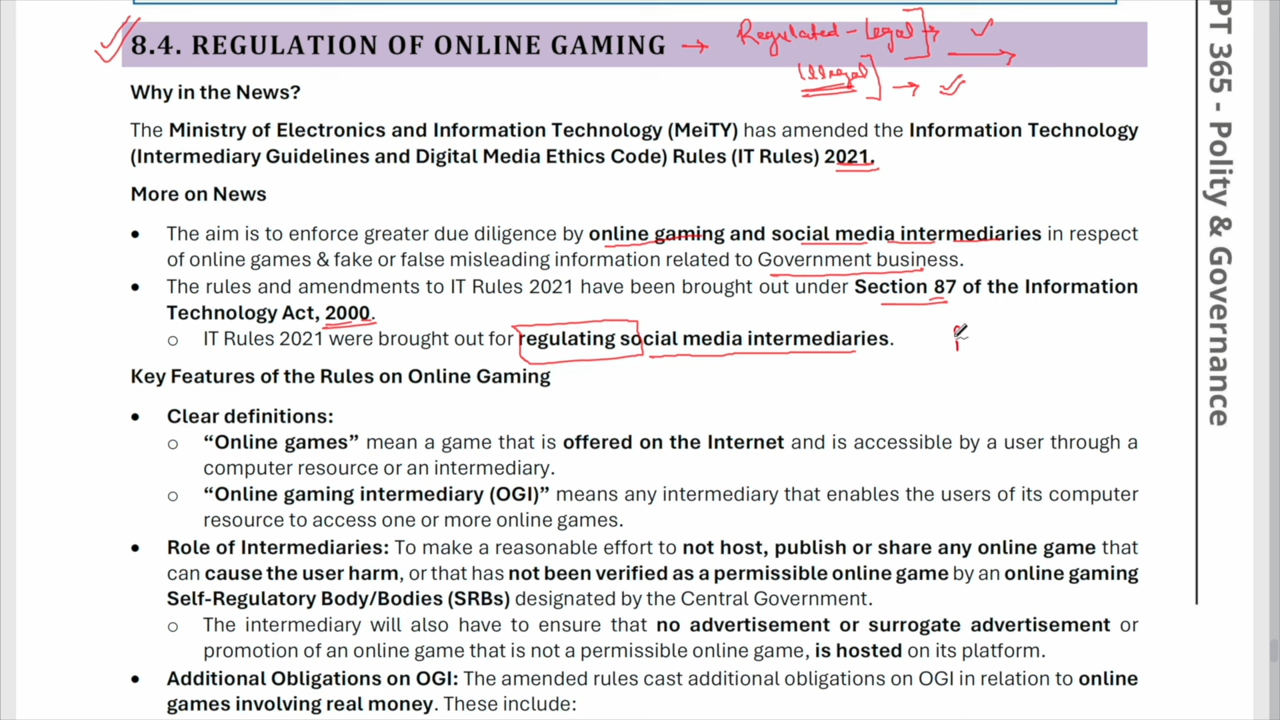 8.4. REGULATION OF ONLINE GAMING → Regulated - Legal
Illegal
Why in the News?
The Ministry of Electronics and Information Technology (MeiTY) has amended the Information Technology
(Intermediary Guidelines and Digital Media Ethics Code) Rules (IT Rules) 2021.
More on News
• The aim is to enforce greater due diligence by online gaming and social media intermediaries in respect
of online games & fake or false misleading information related to Government business.
• The rules and amendments to IT Rules 2021 have been brought out under Section 87 of the Information
Technology Act, 2000.
o IT Rules 2021 were brought out for regulating social media intermediaries.
Key Features of the Rules on Online Gaming
• Clear definitions:
o “Online games” mean a game that is offered on the Internet and is accessible by a user through a
computer resource or an intermediary.
o “Online gaming intermediary (OGI)” means any intermediary that enables the users of its computer
resource to access one or more online games.
• Role of Intermediaries: To make a reasonable effort to not host, publish or share any online game that
can cause the user harm, or that has not been verified as a permissible online game by an online gaming
Self-Regulatory Body/Bodies (SRBs) designated by the Central Government.
o The intermediary will also have to ensure that no advertisement or surrogate advertisement or
promotion of an online game that is not a permissible online game, is hosted on its platform.
• Additional Obligations on OGI: The amended rules cast additional obligations on OGI in relation to online
games involving real money. These include:
PT 365 - Polity & Governance